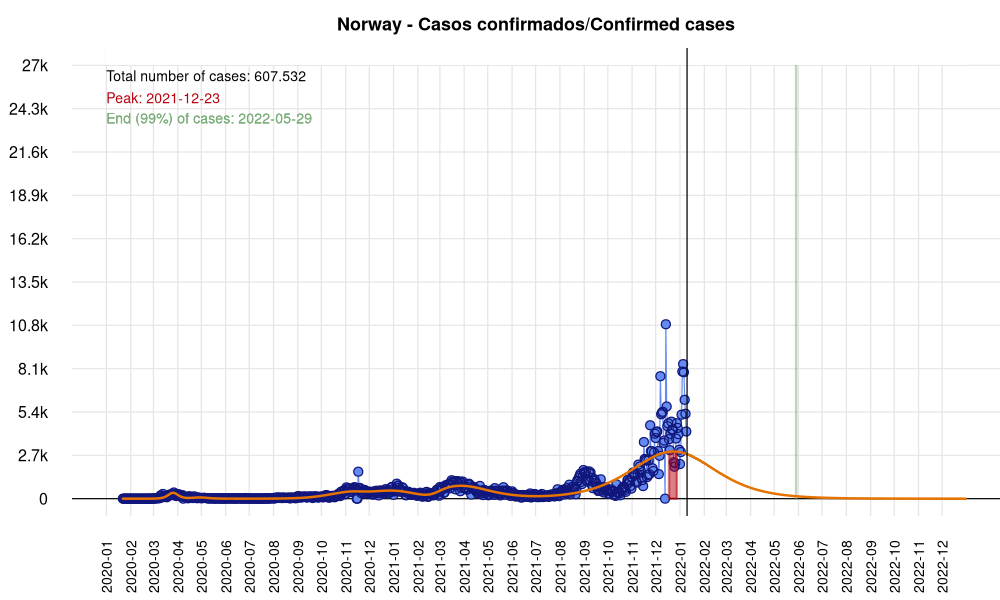 Norway - Casos confirmados/Confirmed cases
27k
24.3k
21.6k
18.9k
16.2k
13.5k
10.8k
8.1k
5.4k
2.7k
0
Total number of cases: 607.532
Peak: 2021-12-23
End (99%) of cases: 2022-05-29
2020-01
2020-02
2020-03
2020-04
2020-05
2020-06
2020-07
2020-08
2020-09
2020-10
2020-11
2020-12
2021-01
2021-02
2021-03
2021-04
2021-05
2021-06
2021-07
2021-08
2021-09
2021-10
2021-11
2021-12
2022-01
2022-02
2022-03
2022-04
2022-05
2022-06
2022-07
2022-08
2022-09
2022-10
2022-11
2022-12